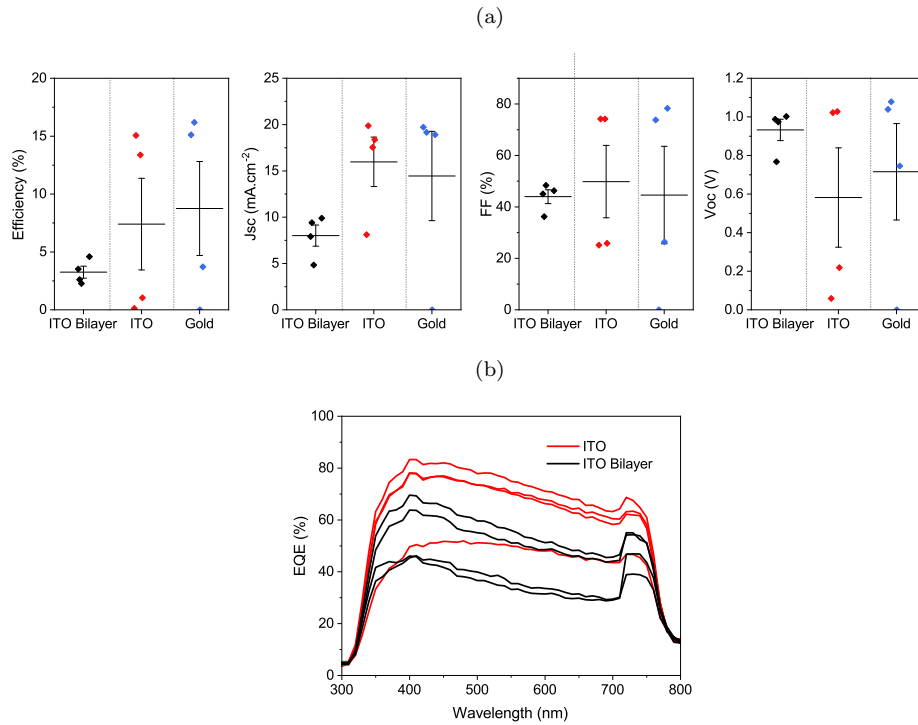 (a)
20
15
10
5
0
Efficiency (%)
ITO Bilayer
ITO
Gold
25
20
15
10
5
0
Jsc (mA.cm-2)
ITO Bilayer
ITO
Gold
80
60
40
20
0
FF (%)
ITO Bilayer
ITO
Gold
1.2
1.0
0.8
0.6
0.4
0.2
0.0
Voc (V)
ITO Bilayer
ITO
Gold
(b)
100
80
60
40
20
0
EQE (%)
ITO
ITO Bilayer
300
400
500
600
700
800
Wavelength (nm)